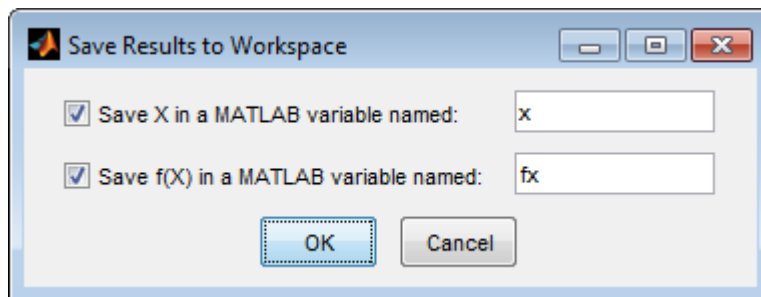 Save Results to Workspace
Save X in a MATLAB variable named: x
Save f(X) in a MATLAB variable named: fx
OK Cancel